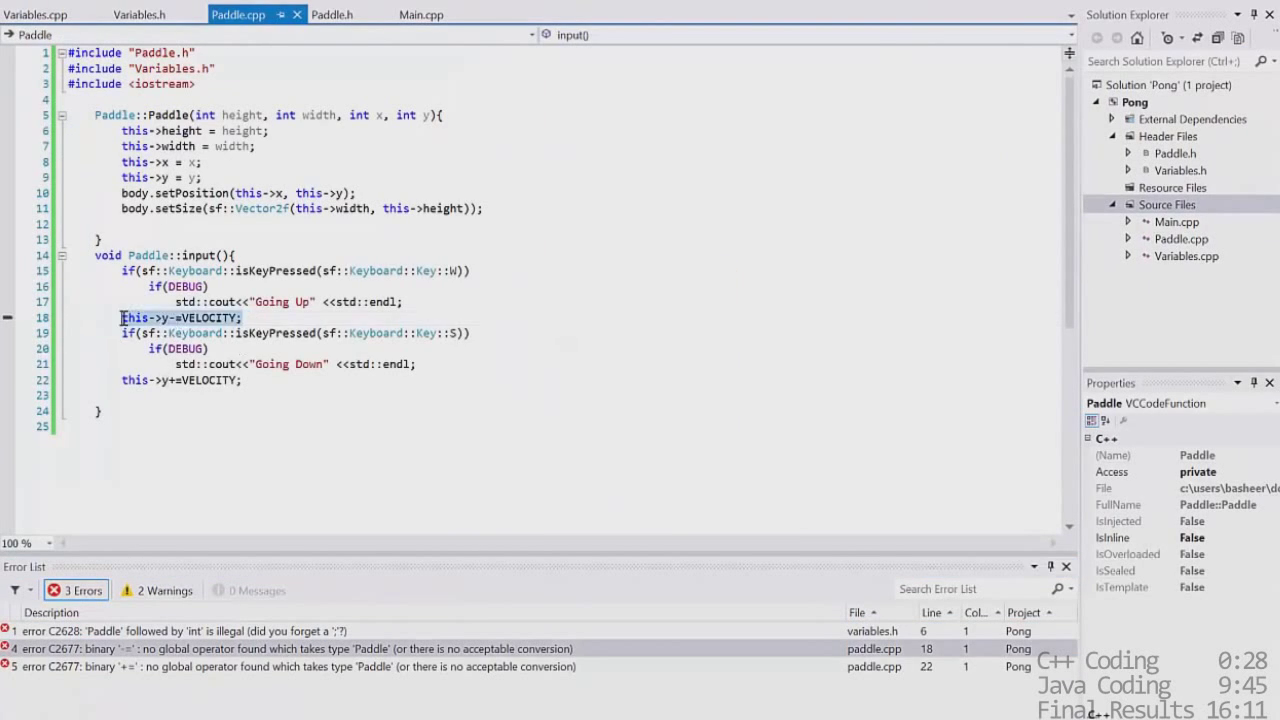 Variables.cpp Variables.h Paddle.cpp Paddle.h Main.cpp
Paddle input()
1 #include "Paddle.h"
2 #include "Variables.h"
3 #include <iostream>
4
5 Paddle::Paddle(int height, int width, int x, int y){
6 this->height = height;
7 this->width = width;
8 this->x = x;
9 this->y = y;
10 body.setPosition(this->x, this->y);
11 body.setSize(sf::Vector2f(this->width, this->height));
12
13 }
14 void Paddle::input(){
15 if(sf::Keyboard::isKeyPressed(sf::Keyboard::Key::W))
16 if(DEBUG)
17 std::cout<<"Going Up" <<std::endl;
18 this->y-=VELOCITY;
19 if(sf::Keyboard::isKeyPressed(sf::Keyboard::Key::S))
20 if(DEBUG)
21 std::cout<<"Going Down" <<std::endl;
22 this->y+=VELOCITY;
23
24 }
25
100 %
Error List
3 Errors 2 Warnings 0 Messages Search Error List
Description File Line Col... Project
1 error C2628: 'Paddle' followed by 'int' is illegal (did you forget a ';'?) variables.h 6 1 Pong
4 error C2677: binary '-=' : no global operator found which takes type 'Paddle' (or there is no acceptable conversion) paddle.cpp 18 1 Pong
5 error C2677: binary '+=' : no global operator found which takes type 'Paddle' (or there is no acceptable conversion) paddle.cpp 22 1 Pong
Solution Explorer
Search Solution Explorer (Ctrl+;)
Solution 'Pong' (1 project)
Pong
External Dependencies
Header Files
Paddle.h
Variables.h
Resource Files
Source Files
Main.cpp
Paddle.cpp
Variables.cpp
Properties
Paddle VCCodeFunction
C++
(Name) Paddle
Access private
File c:\users\basheer\do
FullName Paddle::Paddle
IsInjected False
IsInline False
IsOverloaded False
IsSealed False
IsTemplate False
C++ Coding 0:28
Java Coding 9:45
Final Results 16:11
C++